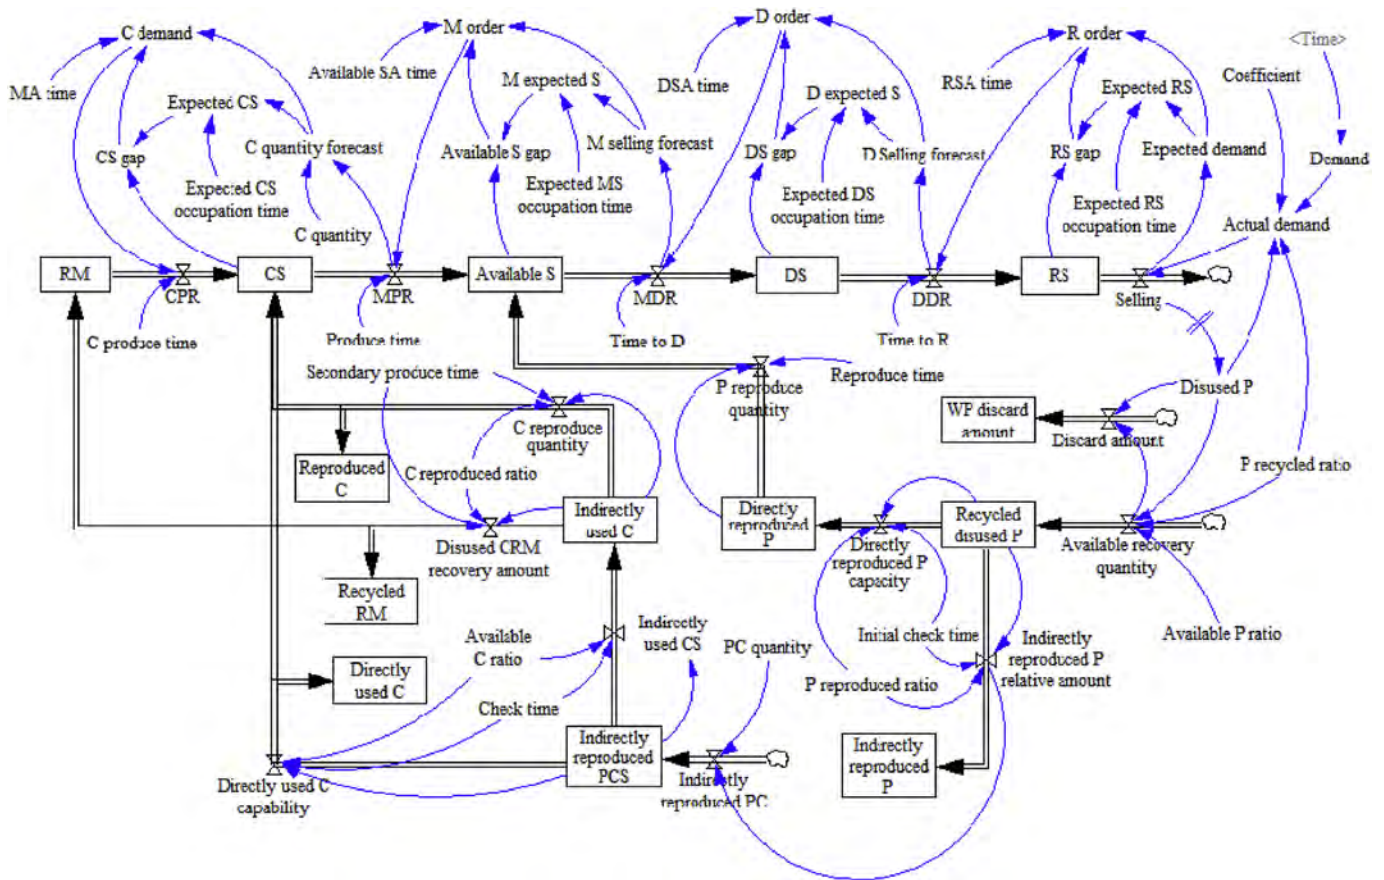 C demand
M order
D order
R order
<Time>
MA time
Available SA time
DSA time
RSA time
Coefficient
Expected CS
M expected S
D expected S
Expected RS
CS gap
C quantity forecast
Available S gap
M selling forecast
DS gap
D Selling forecast
RS gap
Expected demand
Demand
Expected CS
occupation time
Expected MS
occupation time
Expected DS
occupation time
Expected RS
occupation time
C quantity
Actual demand
RM
CS
Available S
DS
RS
CPR
MPR
MDR
DDR
Selling
C produce time
Produce time
Time to D
Time to R
Secondary produce time
P reproduce
quantity
Reproduce time
Disused P
C reproduce
quantity
WP discard
amount
Discard amount
Reproduced
C
C reproduced ratio
P recycled ratio
Indirectly
used C
Directly
reproduced
P
Recycled
disused P
Disused CRM
recovery amount
Directly
reproduced P
capacity
Available recovery
quantity
Recycled
RM
Available
C ratio
Indirectly
used CS
PC quantity
Initial check time
Indirectly
reproduced P
relative amount
Available P ratio
Directly
used C
Check time
P reproduced ratio
Indirectly
reproduced
PCS
Indirectly
reproduced PC
Indirectly
reproduced
P
Directly used C
capability